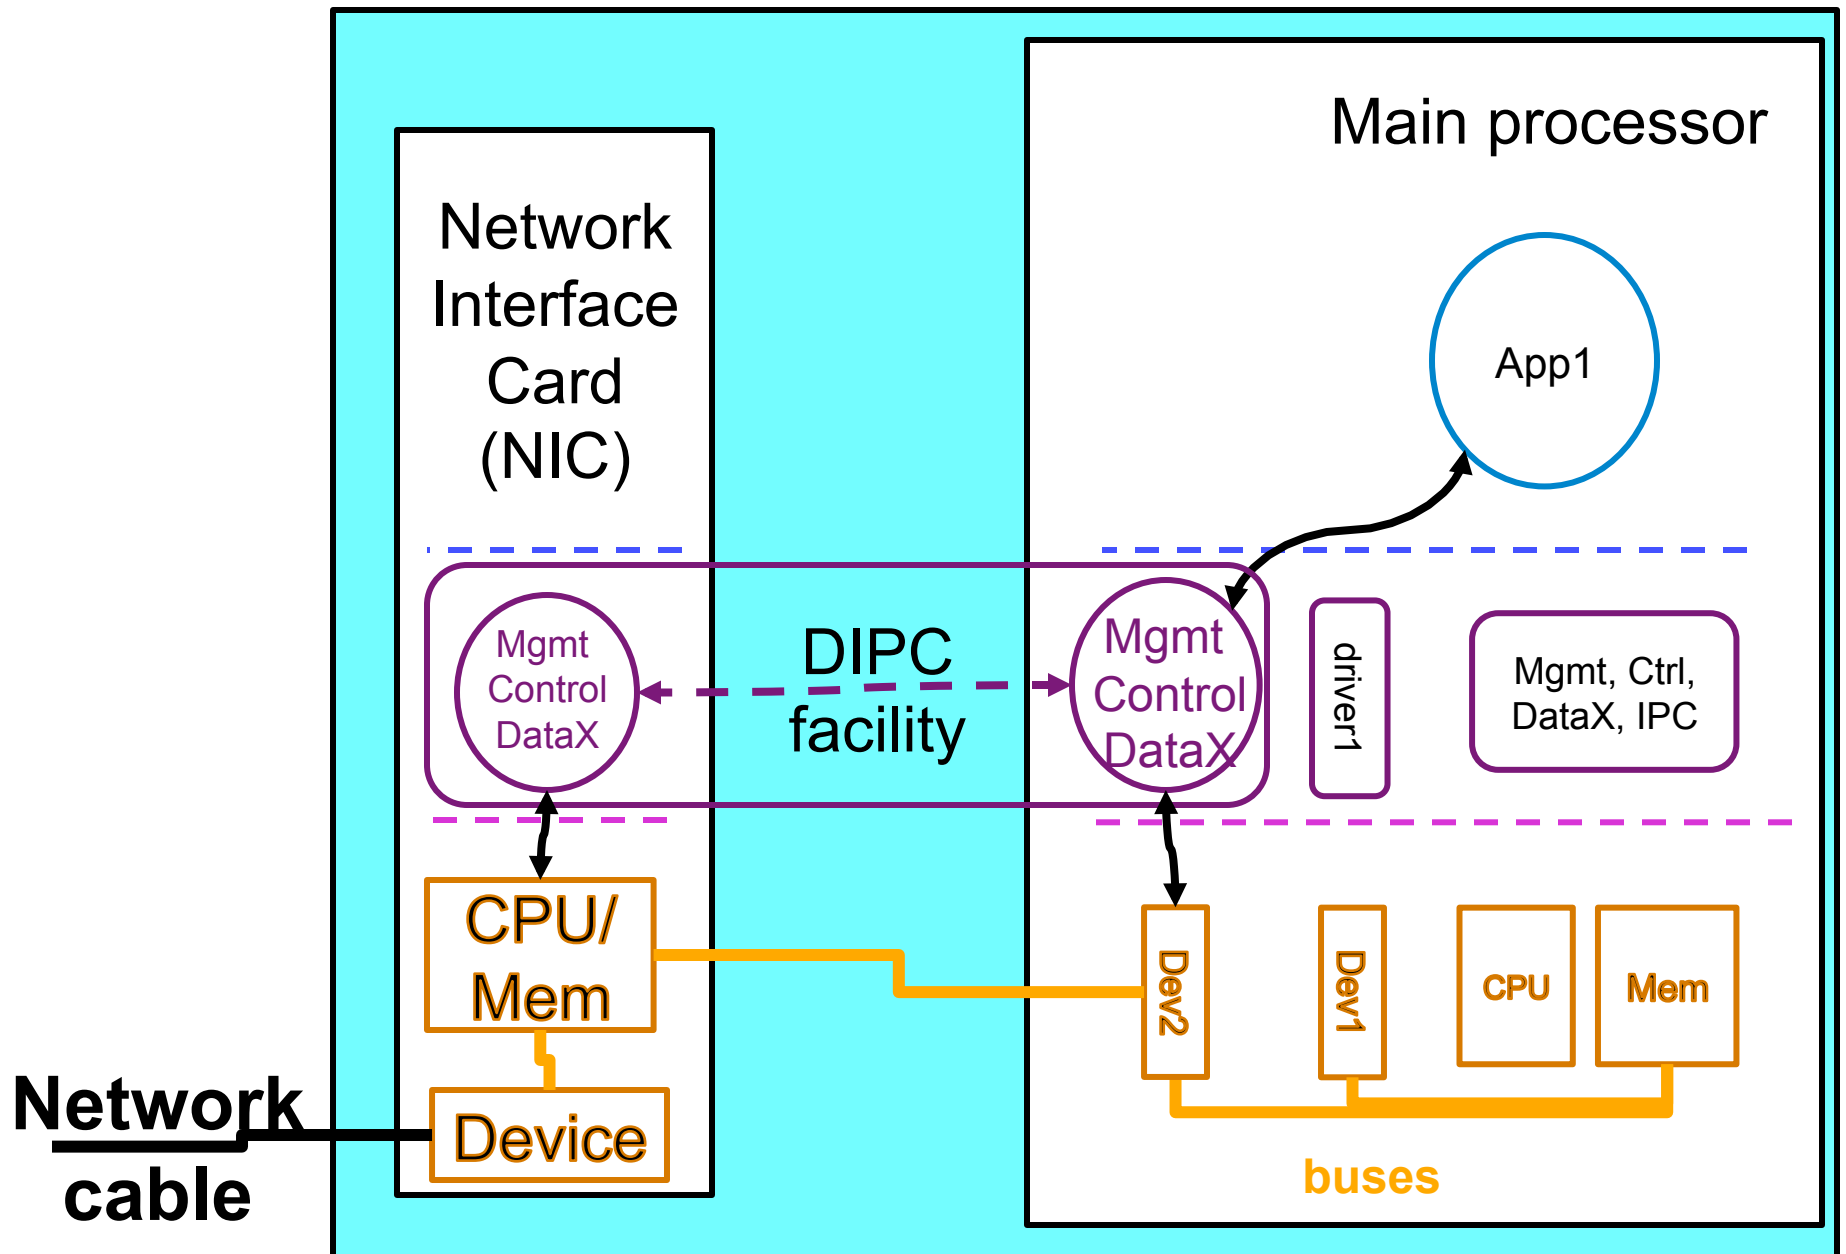 Main processor
Network
Interface
Card
(NIC)
App1
Mgmt
Control
DataX
DIPC
facility
Mgmt
Control
DataX
driver1
Mgmt, Ctrl,
DataX, IPC
CPU/
Mem
Dev2
Dev1
CPU
Mem
Network
cable
Device
buses